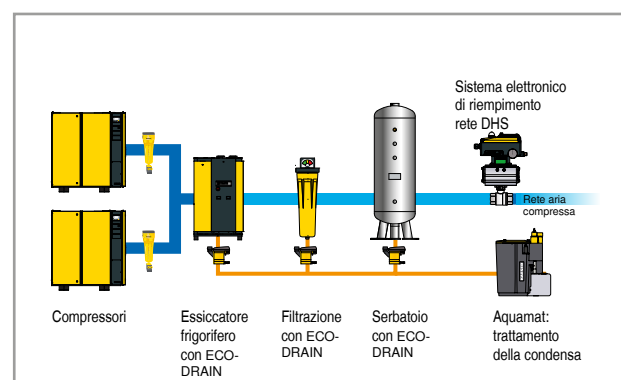 Sistema elettronico
di riempimento
rete DHS
Rete aria
compressa
Compressori
Essiccatore
frigorifero
con ECO-
DRAIN
Filtrazione
con ECO-
DRAIN
Serbatoio
con ECO-
DRAIN
Aquamat:
trattamento
della condensa